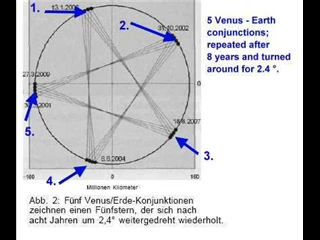 1.
13.1.2006
2.
31.10.2002
5 Venus - Earth
conjunctions;
repeated after
8 years and turned
around for 2.4 °.
27.3.2009
0
5.
18.8.2007
3.
4.
8.6.2004
-180
0
180
Millionen Kilometer
Abb. 2: Fünf Venus/Erde-Konjunktionen
zeichnen einen Fünfstern, der sich nach
acht Jahren um 2,4° weitergedreht wiederholt.